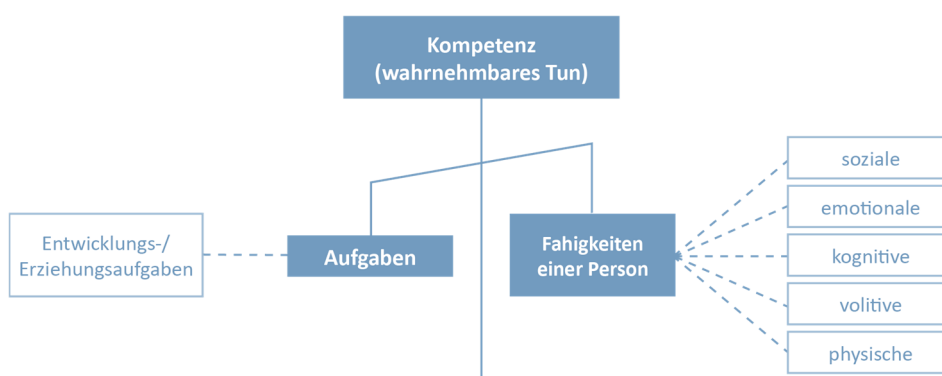 Kompetenz
(wahrnehmbares Tun)
Entwicklungs-/
Erziehungsaufgaben
Aufgaben
Fahigkeiten
einer Person
soziale
emotionale
kognitive
volitive
physische